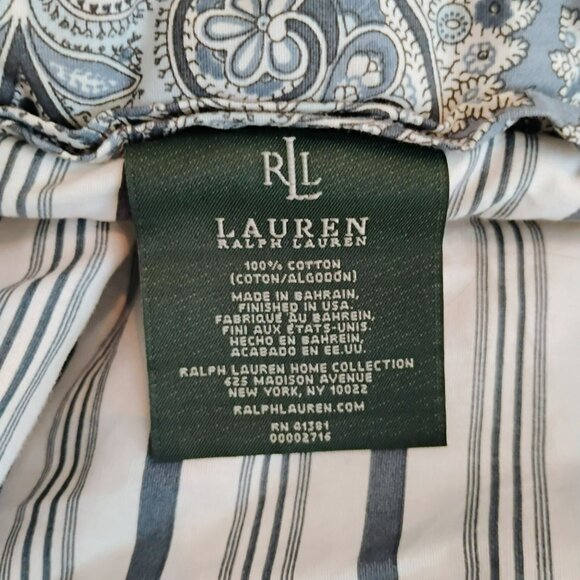 RLL
LAUREN
RALPH LAUREN
100% COTTON
(COTON/ALGODÓN)
MADE IN BAHRAIN,
FINISHED IN USA.
FABRIQUÉ AU BAHREIN,
FINI AUX ÉTATS-UNIS.
HECHO EN BAHREIN,
ACABADO EN EE.UU.
RALPH LAUREN HOME COLLECTION
625 MADISON AVENUE
NEW YORK, NY 10022
RALPHLAUREN.COM
RN 41381
00002716